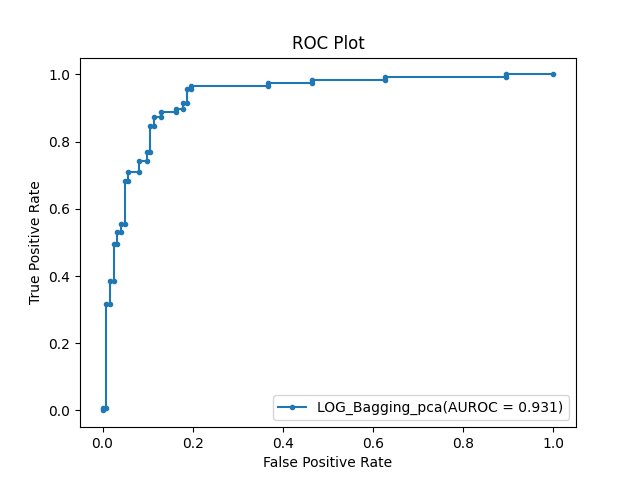 ROC Plot
True Positive Rate
1.0
0.8
0.6
0.4
0.2
0.0
LOG_Bagging_pca(AUROC = 0.931)
0.0 0.2 0.4 0.6 0.8 1.0
False Positive Rate